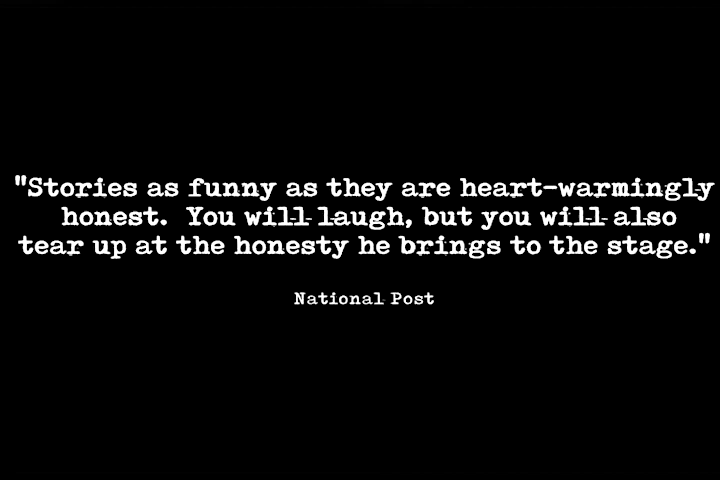 "Stories as funny as they are heart-warmingly
honest. You will laugh, but you will also
tear up at the honesty he brings to the stage."
National Post